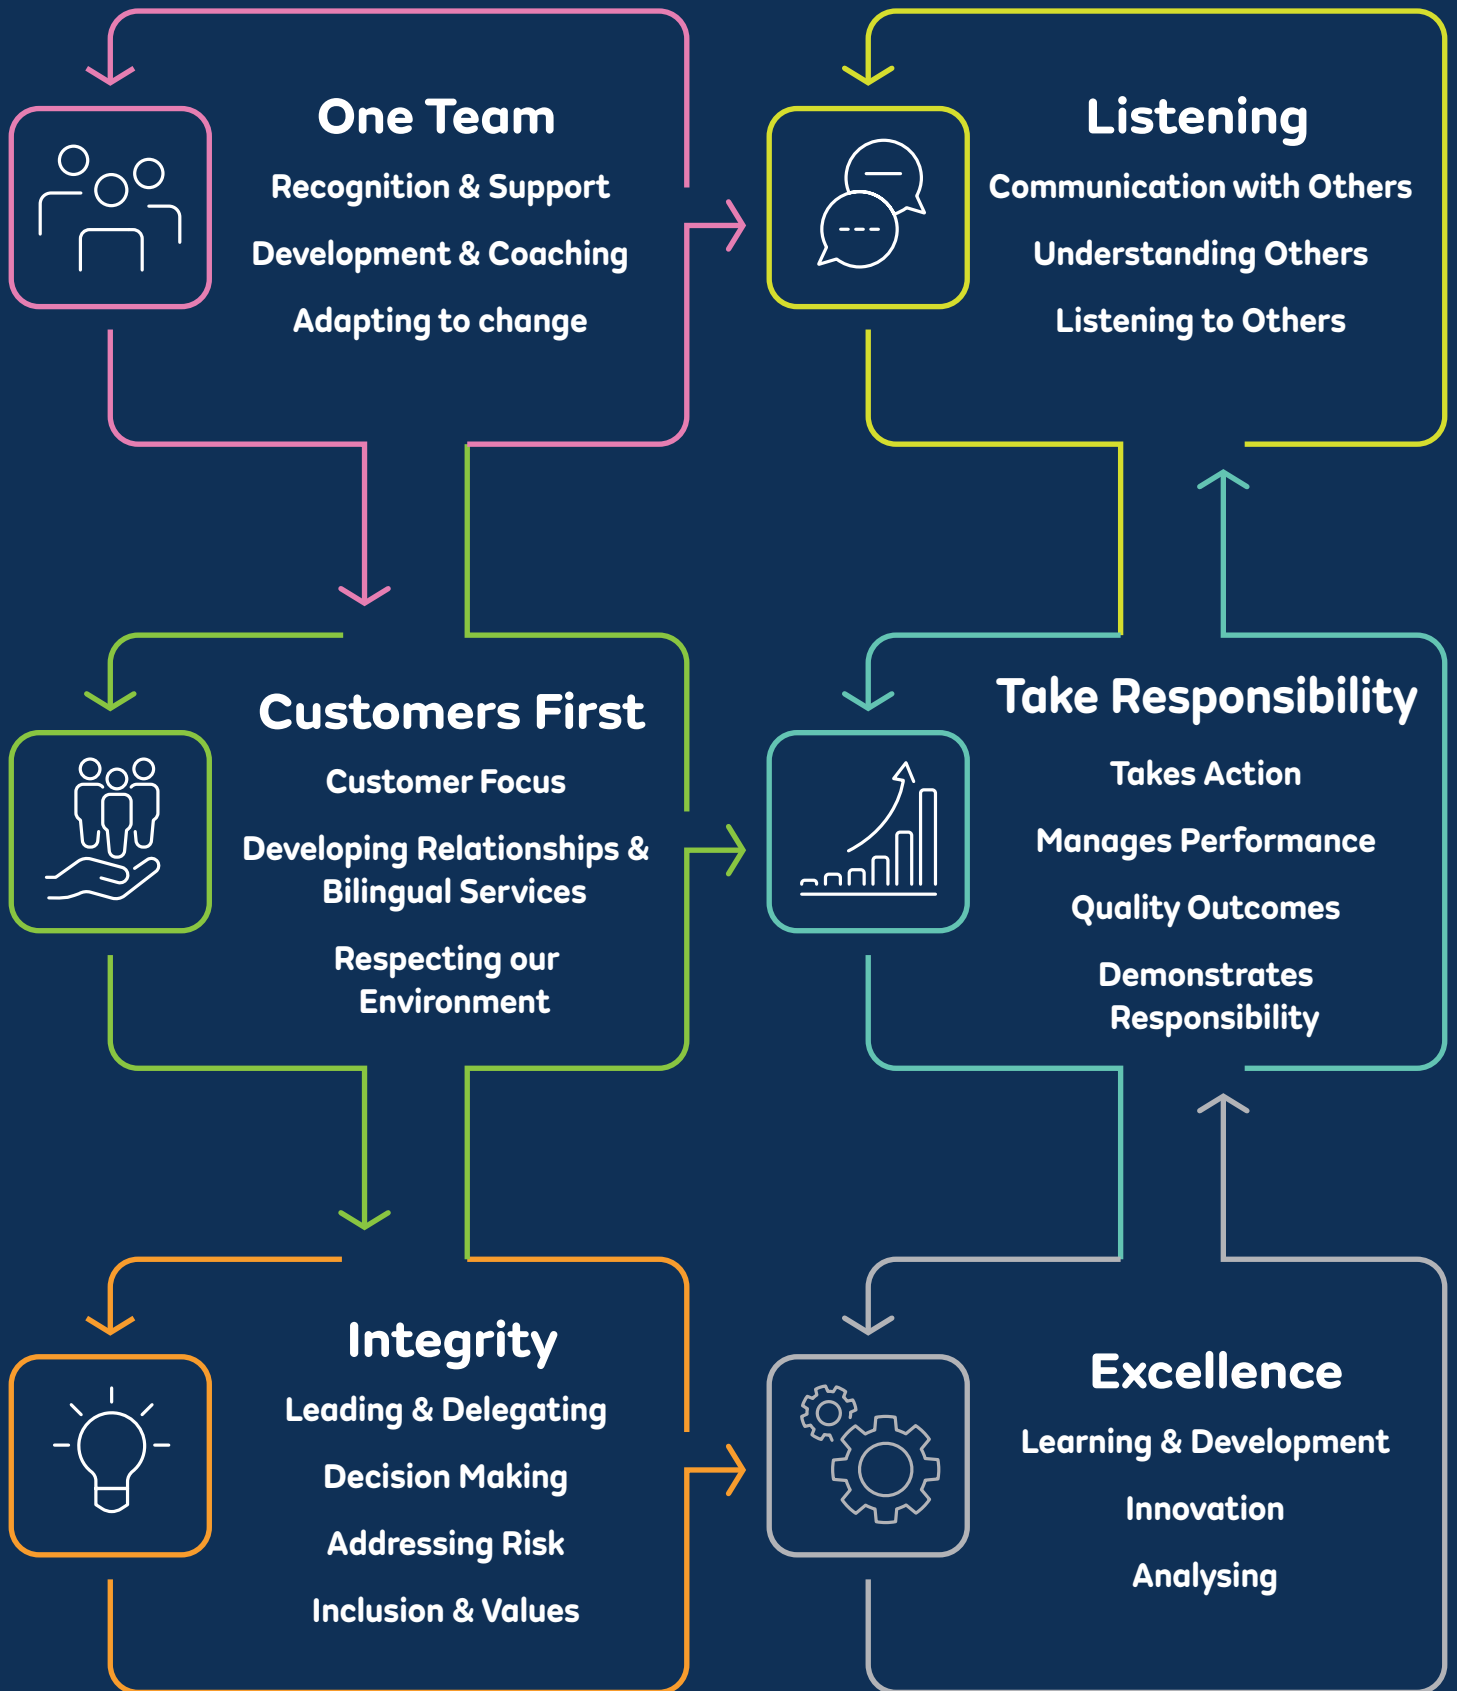 One Team
Recognition & Support
Development & Coaching
Adapting to change
Listening
Communication with Others
Understanding Others
Listening to Others
Customers First
Customer Focus
Developing Relationships &
Bilingual Services
Respecting our
Environment
Take Responsibility
Takes Action
Manages Performance
Quality Outcomes
Demonstrates
Responsibility
Integrity
Leading & Delegating
Decision Making
Addressing Risk
Inclusion & Values
Excellence
Learning & Development
Innovation
Analysing